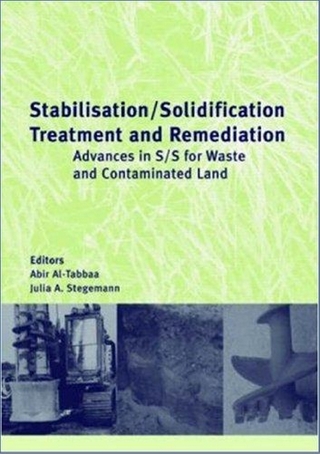 Stabilisation/Solidification
Treatment and Remediation
Advances in S/S for Waste
and Contaminated Land
Editors
Abir Al-Tabbaa
Julia A. Stegemann